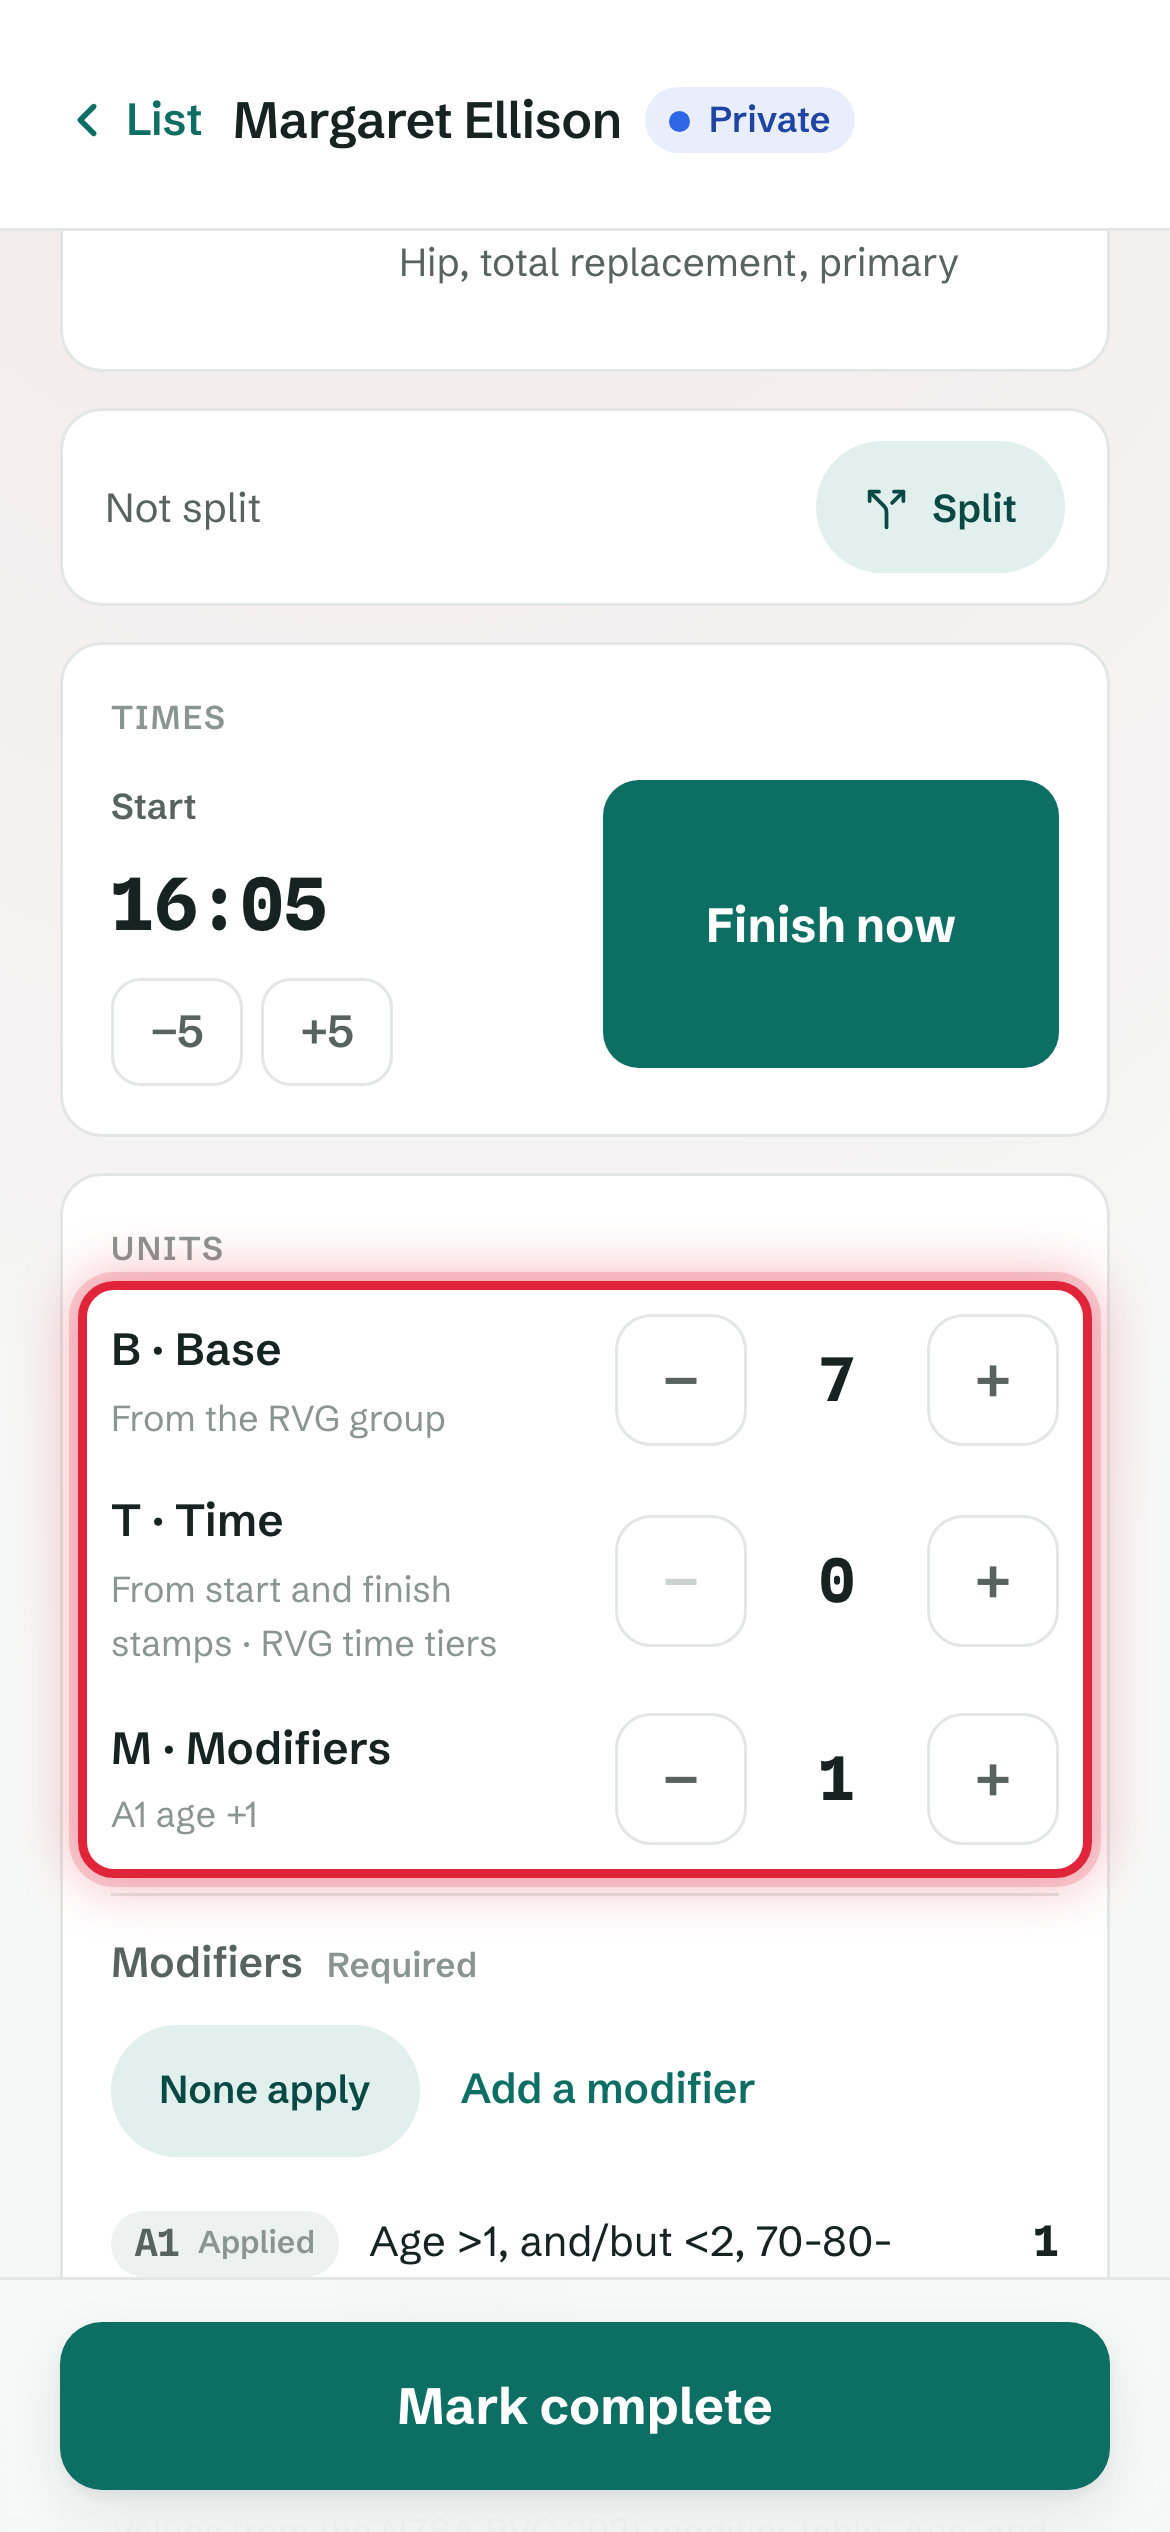 List Margaret Ellison Private
Hip, total replacement, primary
Not split
Split
TIMES
Start
16:05
−5 +5
Finish now
UNITS
B · Base
From the RVG group
− 7 +
T · Time
From start and finish
stamps · RVG time tiers
− 0 +
M · Modifiers
A1 age +1
− 1 +
Modifiers Required
None apply
Add a modifier
A1 Applied Age >1, and/but <2, 70-80- 1
Mark complete